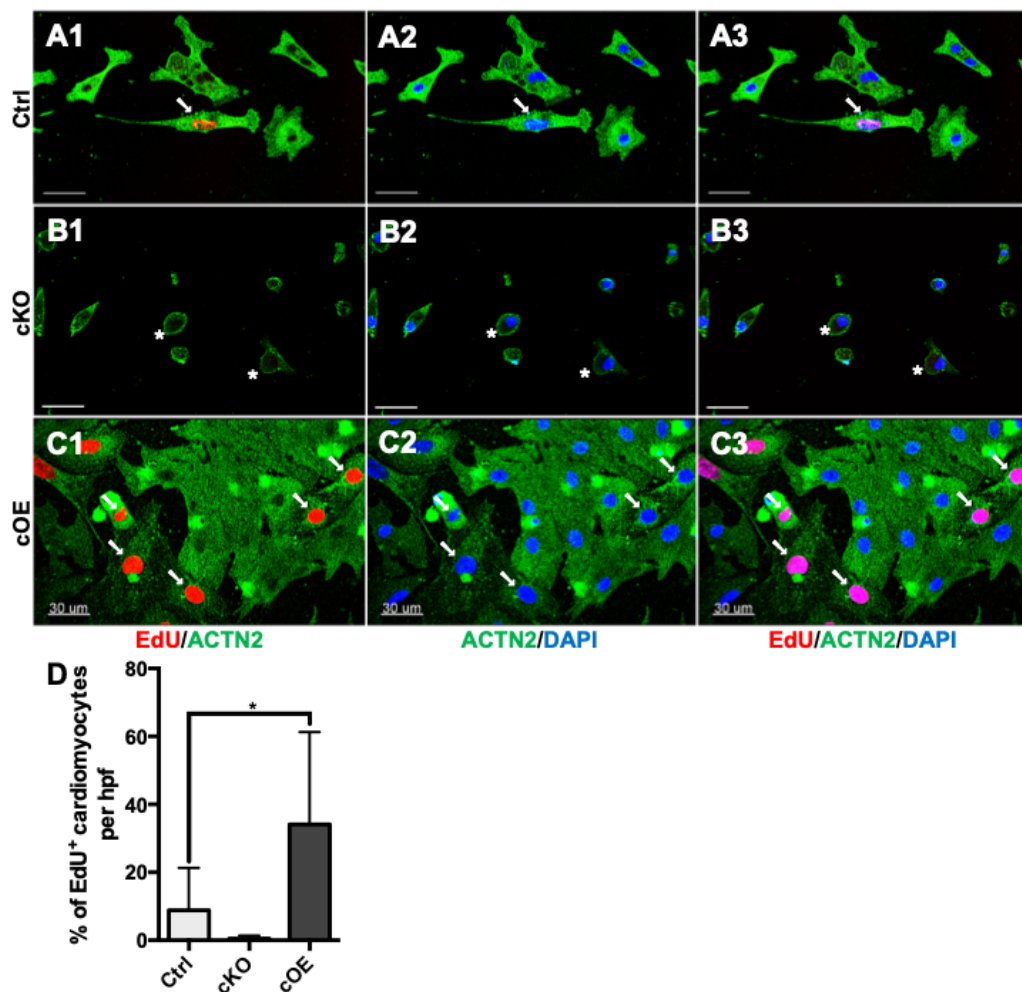 Ctrl
A1
A2
A3
cKO
B1
B2
B3
*
*
*
*
*
*
cOE
C1
C2
C3
30 um
30 um
30 um
EdU/ACTN2
ACTN2/DAPI
EdU/ACTN2/DAPI
D
% of EdU⁺ cardiomyocytes
per hpf
80
60
40
20
0
*
Ctrl
cKO
cOE